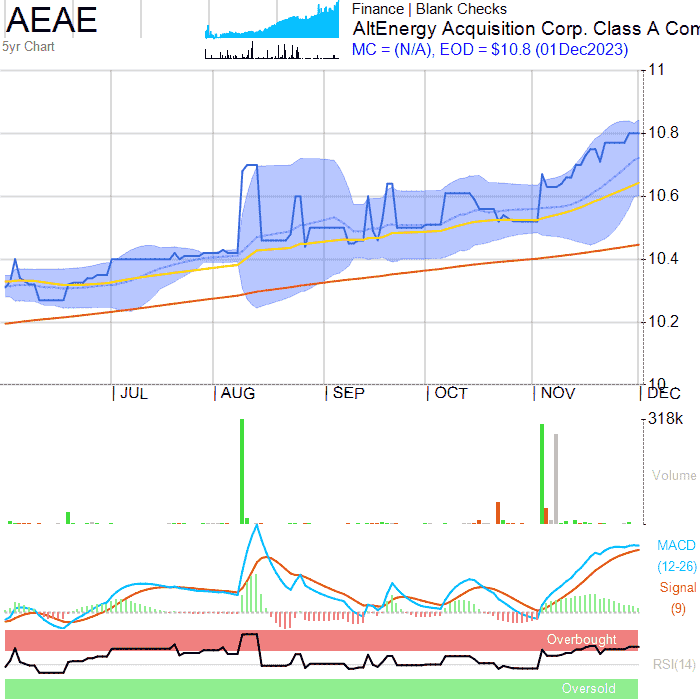 AEAE
5yr Chart
Finance | Blank Checks
AltEnergy Acquisition Corp. Class A Com
MC = (N/A), EOD = $10.8 (01Dec2023)
11
10.8
10.6
10.4
10.2
10
JUL AUG SEP OCT NOV DEC
318k
Volume
MACD
(12-26)
Signal
(9)
Overbought
RSI(14)
Oversold